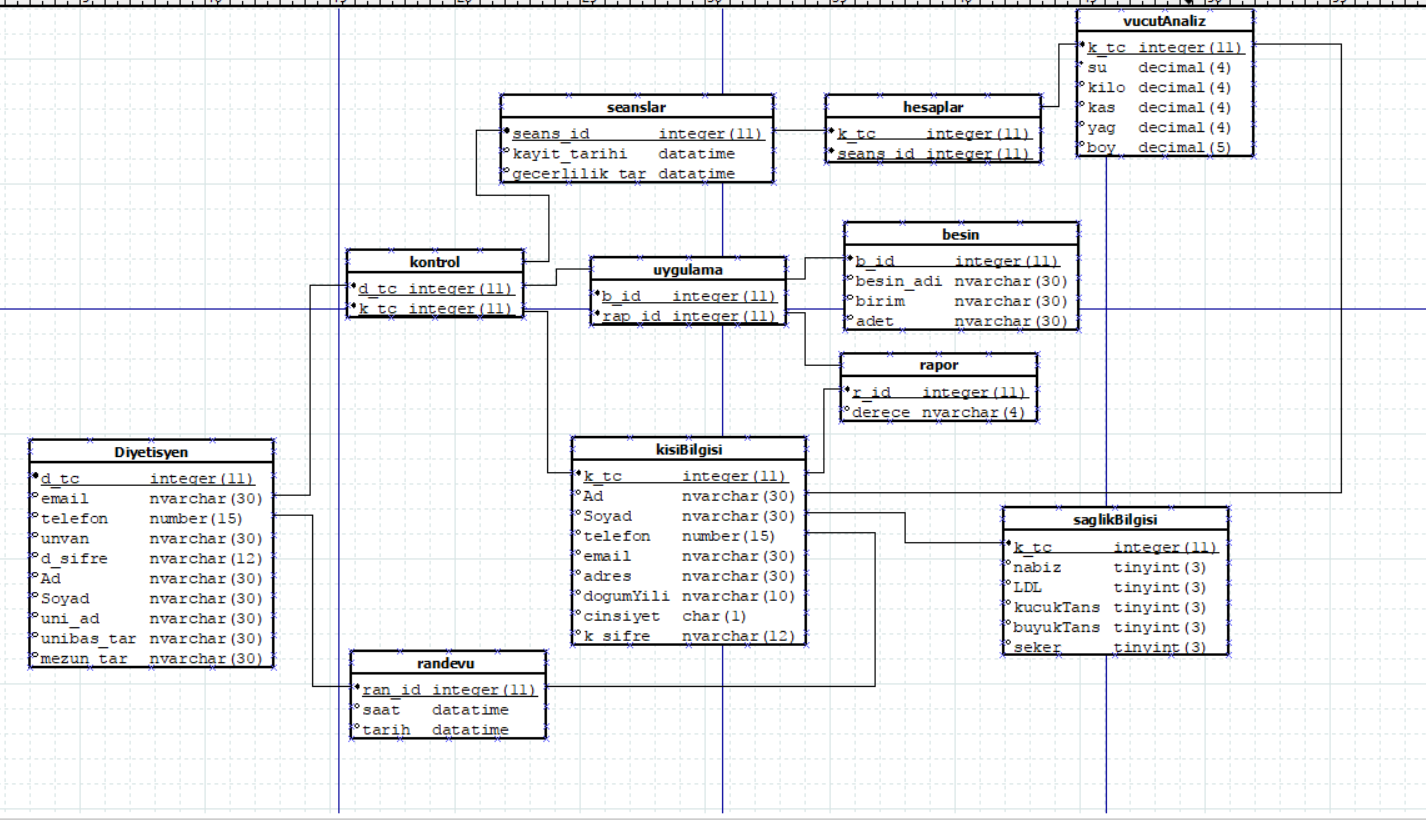 vucutAnaliz
k_tc integer(11)
su decimal(4)
kilo decimal(4)
kas decimal(4)
yag decimal(4)
boy decimal(5)
seanslar
seans_id integer(11)
kayit_tarihi datatime
gecerlilik_tar datatime
hesaplar
k_tc integer(11)
seans_id integer(11)
besin
b_id integer(11)
besin_adi nvarchar(30)
birim nvarchar(30)
adet nvarchar(30)
kontrol
d_tc integer(11)
k_tc integer(11)
uygulama
b_id integer(11)
rap_id integer(11)
rapor
r_id integer(11)
derece nvarchar(4)
Diyetisyen
d_tc integer(11)
email nvarchar(30)
telefon number(15)
unvan nvarchar(30)
d_sifre nvarchar(12)
Ad nvarchar(30)
Soyad nvarchar(30)
uni_ad nvarchar(30)
unibas_tar nvarchar(30)
mezun_tar nvarchar(30)
kisiBilgisi
k_tc integer(11)
Ad nvarchar(30)
Soyad nvarchar(30)
telefon number(15)
email nvarchar(30)
adres nvarchar(30)
dogumYili nvarchar(10)
cinsiyet char(1)
k_sifre nvarchar(12)
saglikBilgisi
k_tc integer(11)
nabiz tinyint(3)
LDL tinyint(3)
kucukTans tinyint(3)
buyukTans tinyint(3)
seker tinyint(3)
randevu
ran_id integer(11)
saat datatime
tarih datatime